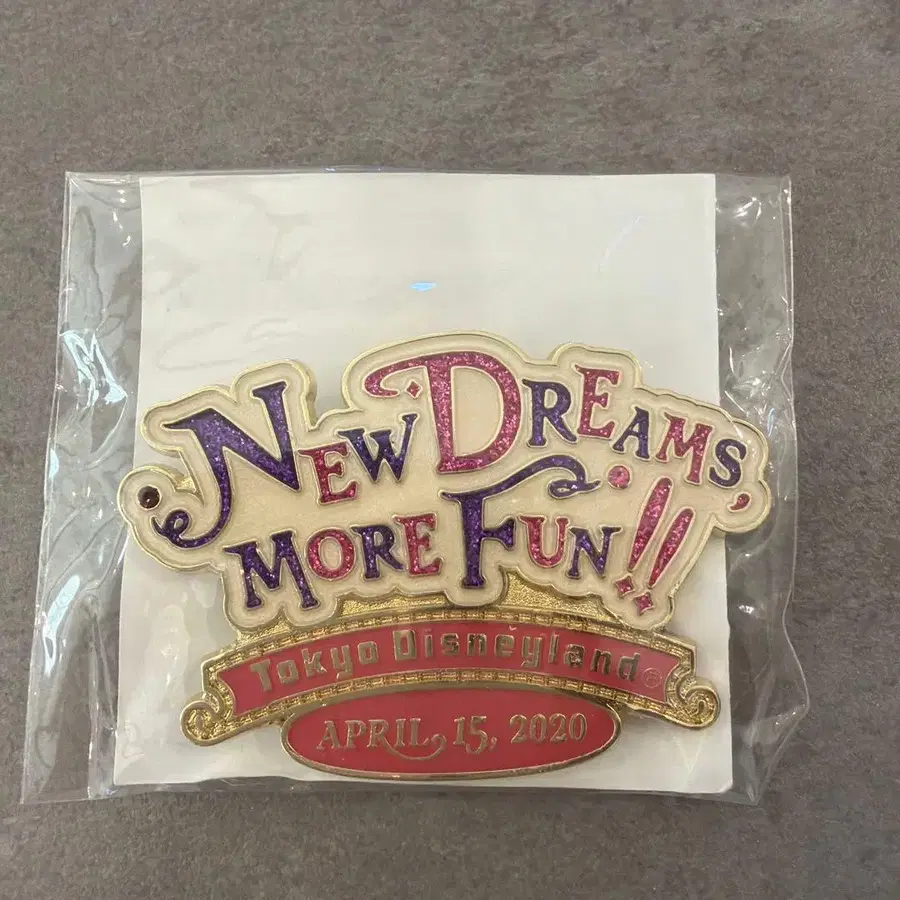 New Dreams,
More Fun!!
Tokyo Disneyland®
April 15, 2020